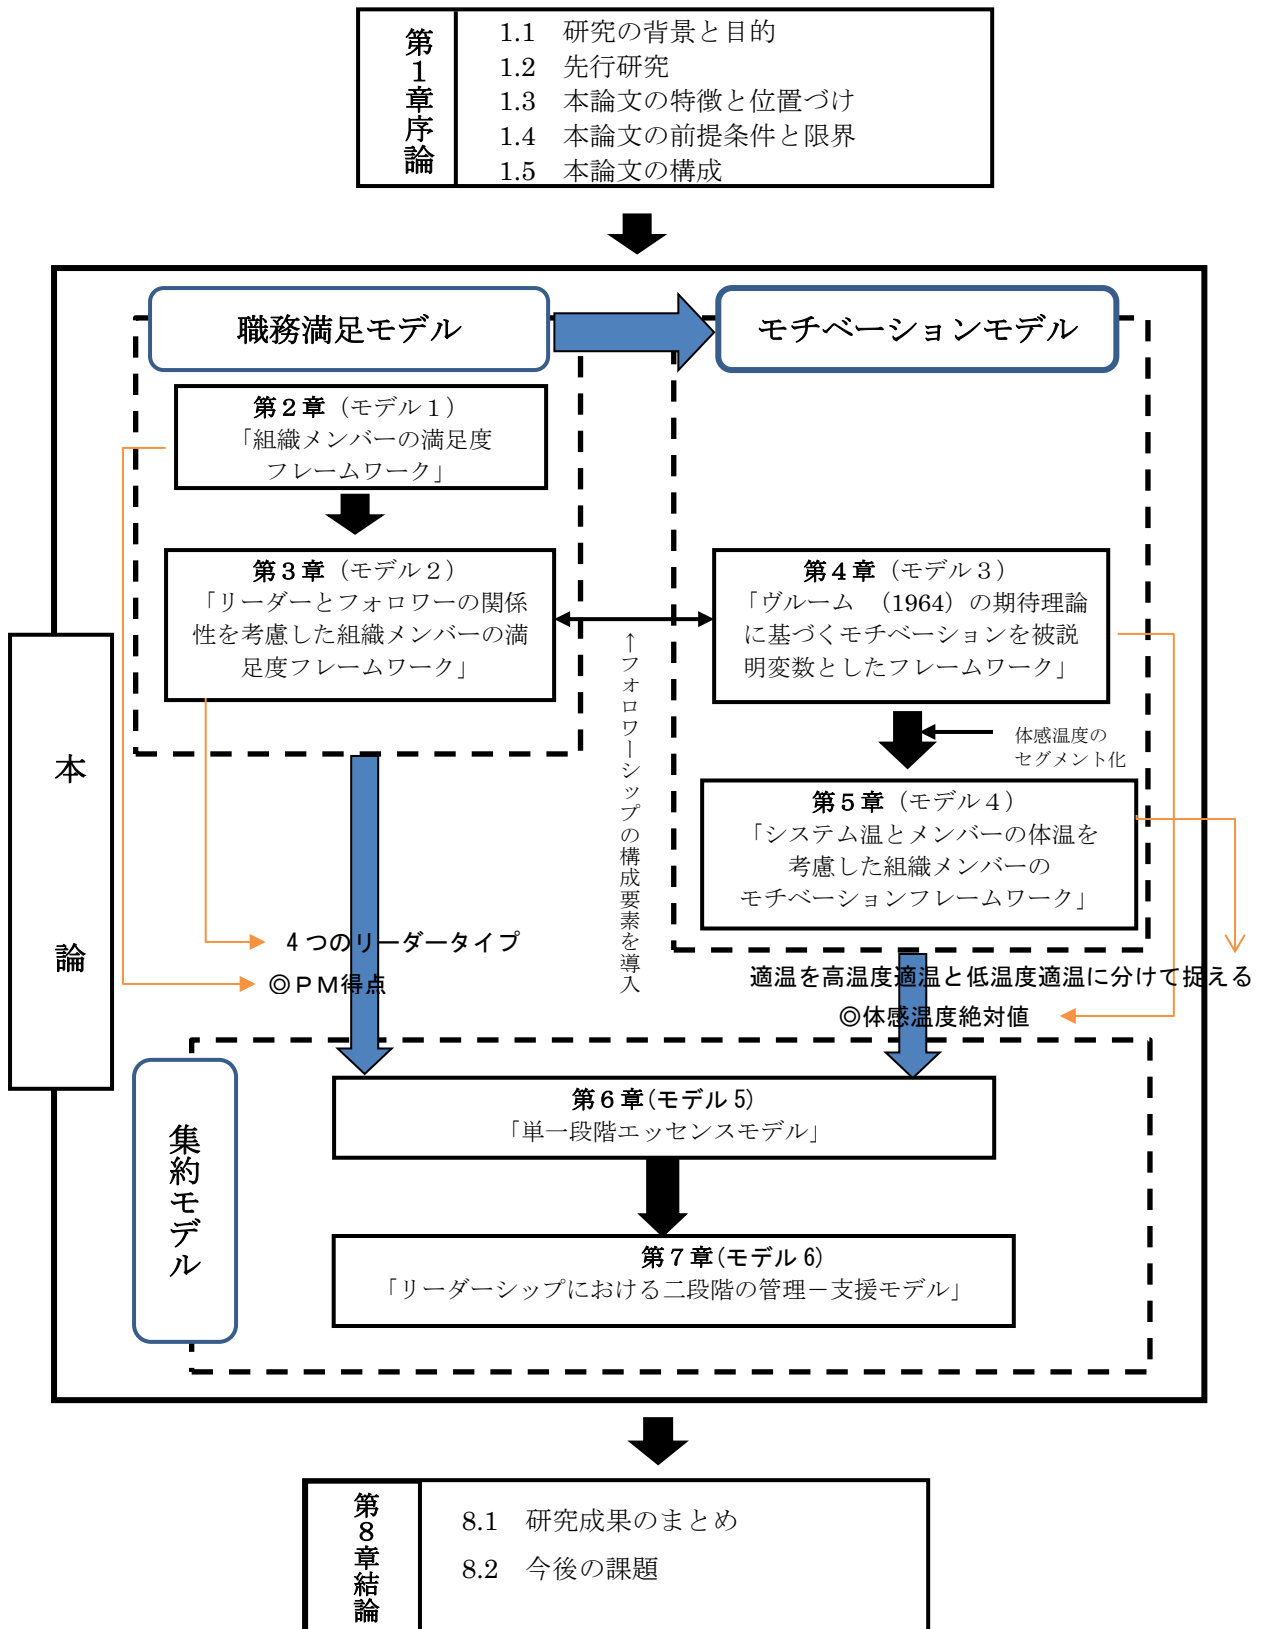 第1章序論
1.1 研究の背景と目的
1.2 先行研究
1.3 本論文の特徴と位置づけ
1.4 本論文の前提条件と限界
1.5 本論文の構成
職務満足モデル
モチベーションモデル
第2章（モデル1）
「組織メンバーの満足度
フレームワーク」
第3章（モデル2）
「リーダーとフォロワーの関係
性を考慮した組織メンバーの満
足度フレームワーク」
第4章（モデル3）
「ヴルーム （1964）の期待理論
に基づくモチベーションを被説
明変数としたフレームワーク」
←フォロワーシップの構成要素を導入
体感温度の
セグメント化
第5章（モデル4）
「システム温とメンバーの体温を
考慮した組織メンバーの
モチベーションフレームワーク」
本論
4つのリーダータイプ
◎PM得点
適温を高温度適温と低温度適温に分けて捉える
◎体感温度絶対値
集約モデル
第6章(モデル5)
「単一段階エッセンスモデル」
第7章(モデル6)
「リーダーシップにおける二段階の管理－支援モデル」
第8章結論
8.1 研究成果のまとめ
8.2 今後の課題